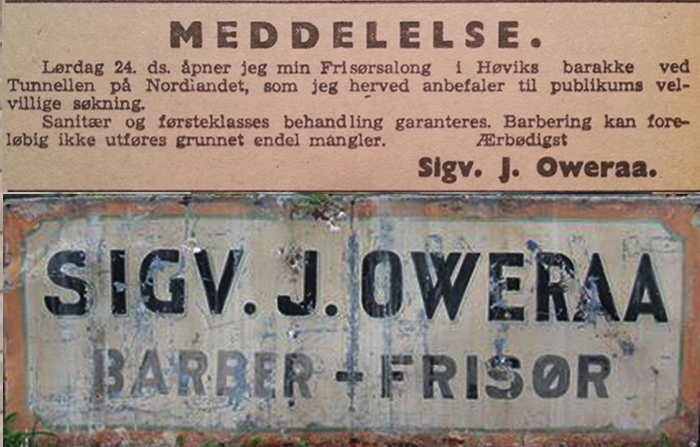 MEDDELELSE.
Lørdag 24. ds. åpner jeg min Frisørsalong i Høviks barakke ved
Tunnellen på Nordlandet, som jeg herved anbefaler til publikums vel-
villige søkning.
Sanitær og førsteklasses behandling garanteres. Barbering kan fore-
løbig ikke utføres grunnet endel mangler. Ærbødigst
Sigv. J. Oweraa.
SIGV. J. OWERAA
BARBER - FRISØR